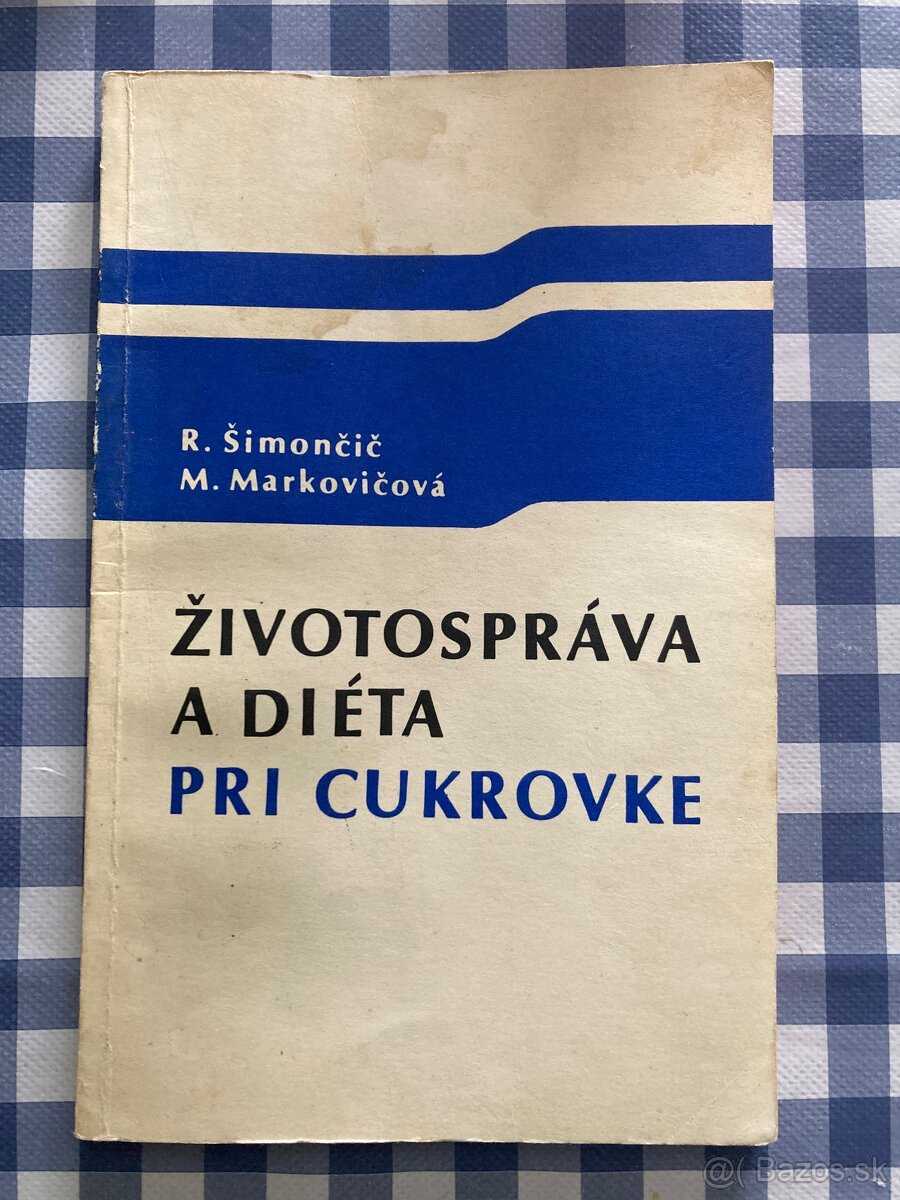 R. Šimončič
M. Markovičová
ŽIVOTOSPRÁVA
A DIÉTA
PRI CUKROVKE
@( Bazos.sk